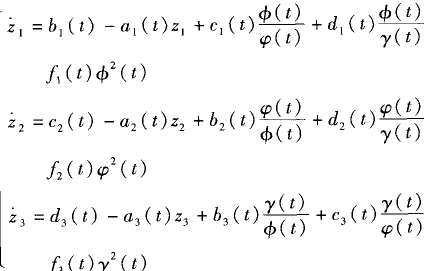 ż₁ = b₁(t) − a₁(t)z₁ + c₁(t) ϕ(t)/φ(t) + d₁(t) ϕ(t)/γ(t)
f₁(t)ϕ²(t)
ż₂ = c₂(t) − a₂(t)z₂ + b₂(t) φ(t)/ϕ(t) + d₂(t) φ(t)/γ(t)
f₂(t)φ²(t)
ż₃ = d₃(t) − a₃(t)z₃ + b₃(t) γ(t)/ϕ(t) + c₃(t) γ(t)/φ(t)
f₃(t)γ²(t)